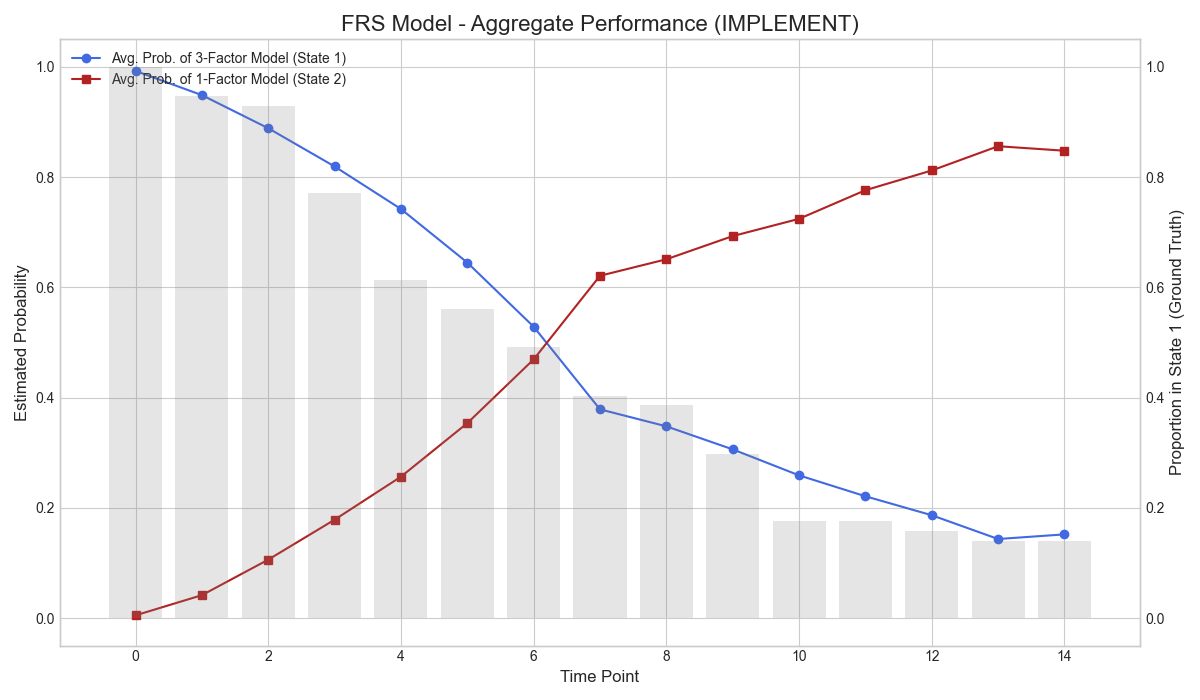 FRS Model - Aggregate Performance (IMPLEMENT)
Avg. Prob. of 3-Factor Model (State 1)
Avg. Prob. of 1-Factor Model (State 2)
Estimated Probability
1.0
0.8
0.6
0.4
0.2
0.0
1.0
0.8
0.6
0.4
0.2
0.0
Proportion in State 1 (Ground Truth)
0 2 4 6 8 10 12 14
Time Point